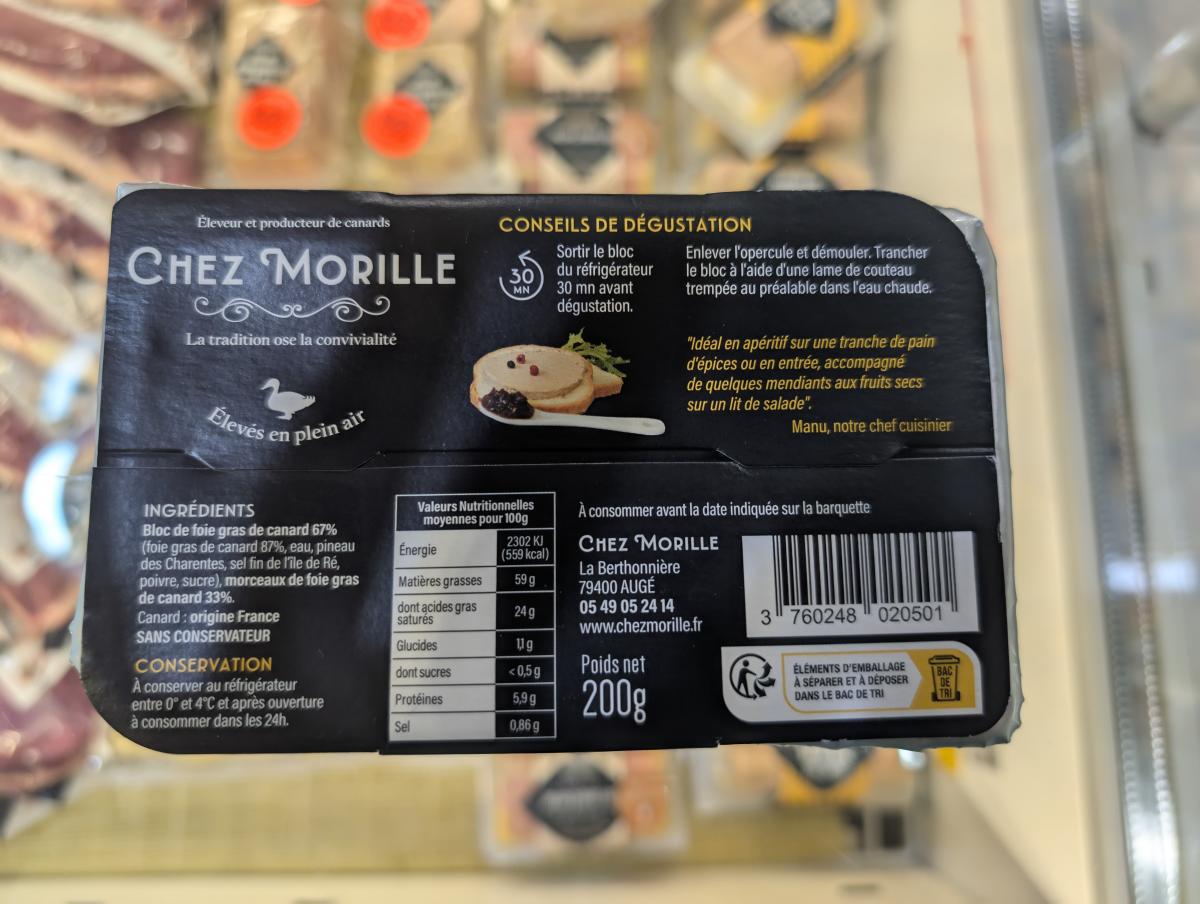 Éleveur et producteur de canards
CHEZ MORILLE
La tradition ose la convivialité
Élevés en plein air
CONSEILS DE DÉGUSTATION
30
MN
Sortir le bloc
du réfrigérateur
30 mn avant
dégustation.
Enlever l'opercule et démouler. Trancher
le bloc à l'aide d'une lame de couteau
trempée au préalable dans l'eau chaude.
"Idéal en apéritif sur une tranche de pain
d'épices ou en entrée, accompagné
de quelques mendiants aux fruits secs
sur un lit de salade".
Manu, notre chef cuisinier
INGRÉDIENTS
Bloc de foie gras de canard 67%
(foie gras de canard 87%, eau, pineau
des Charentes, sel fin de l'île de Ré,
poivre, sucre), morceaux de foie gras
de canard 33%.
Canard : origine France
SANS CONSERVATEUR
CONSERVATION
À conserver au réfrigérateur
entre 0° et 4°C et après ouverture
à consommer dans les 24h.
Valeurs Nutritionnelles
moyennes pour 100g
Énergie 2302 KJ
(559 kcal)
Matières grasses 59 g
dont acides gras
saturés 24 g
Glucides 1,1 g
dont sucres < 0,5 g
Protéines 5,9 g
Sel 0,86 g
À consommer avant la date indiquée sur la barquette
CHEZ MORILLE
La Berthonnière
79400 AUGÉ
05 49 05 24 14
www.chezmorille.fr
Poids net
200g
3 760248 020501
ÉLÉMENTS D'EMBALLAGE
À SÉPARER ET À DÉPOSER
DANS LE BAC DE TRI
BAC
DE
TRI